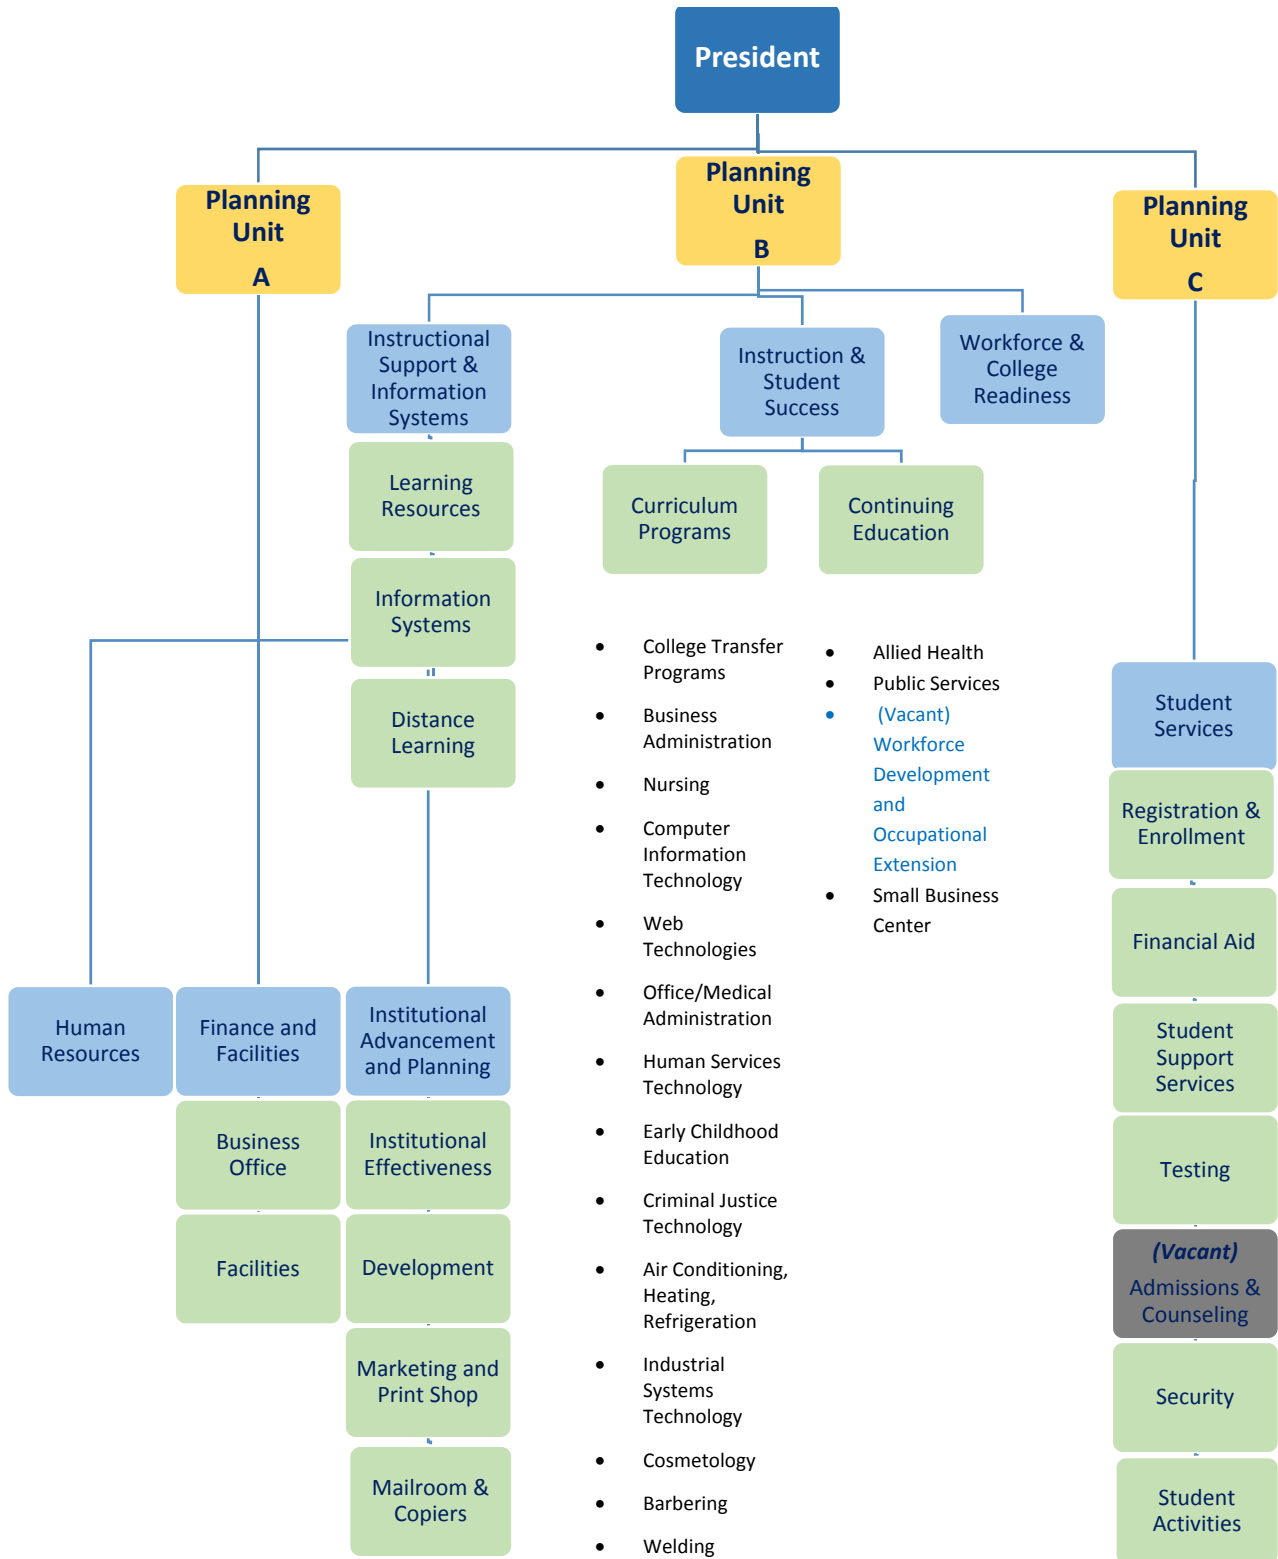 President
Planning
Unit
A
Planning
Unit
B
Planning
Unit
C
Instructional
Support &
Information
Systems
Instruction &
Student
Success
Workforce &
College
Readiness
Learning
Resources
Information
Systems
Distance
Learning
Curriculum
Programs
Continuing
Education
• College Transfer
Programs
• Business
Administration
• Nursing
• Computer
Information
Technology
• Web
Technologies
• Office/Medical
Administration
• Human Services
Technology
• Early Childhood
Education
• Criminal Justice
Technology
• Air Conditioning,
Heating,
Refrigeration
• Industrial
Systems
Technology
• Cosmetology
• Barbering
• Welding
• Allied Health
• Public Services
• (Vacant)
Workforce
Development
and
Occupational
Extension
• Small Business
Center
Human
Resources
Finance and
Facilities
Business
Office
Facilities
Institutional
Advancement
and Planning
Institutional
Effectiveness
Development
Marketing and
Print Shop
Mailroom &
Copiers
Student
Services
Registration &
Enrollment
Financial Aid
Student
Support
Services
Testing
(Vacant)
Admissions &
Counseling
Security
Student
Activities